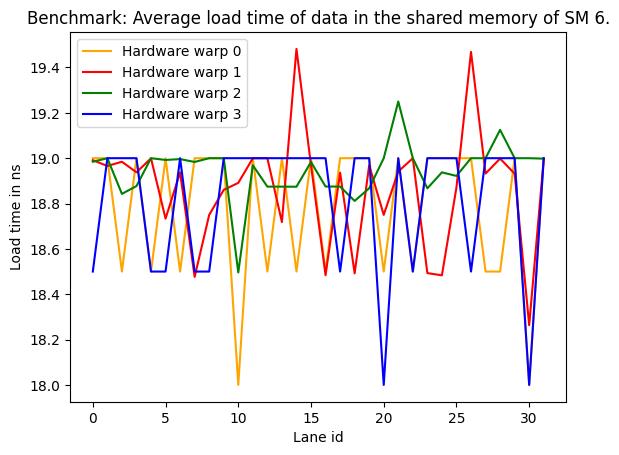 Benchmark: Average load time of data in the shared memory of SM 6.
Hardware warp 0
Hardware warp 1
Hardware warp 2
Hardware warp 3
Load time in ns
19.4
19.2
19.0
18.8
18.6
18.4
18.2
18.0
0 5 10 15 20 25 30
Lane id